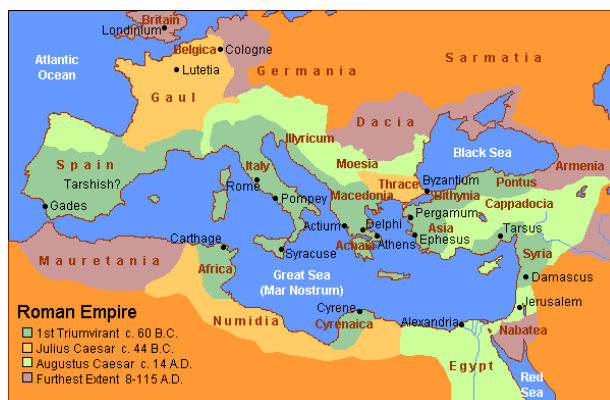 Britain
Londinium
Belgica
Cologne
Atlantic
Ocean
Lutetia
Germania
Sarmatia
Gaul
Dacia
Illyricum
Black Sea
Spain
Moesia
Armenia
Tarshish?
Italy
Rome
Thrace
Byzantium
Pontus
Bithynia
Macedonia
Cappadocia
Gades
Pompey
Pergamum
Actium
Delphi
Asia
Tarsus
Carthage
Achaia
Athens
Ephesus
Syracuse
Syria
Mauretania
Africa
Great Sea
(Mar Nostrum)
Damascus
Roman Empire
Cyrene
Jerusalem
1st Triumvirant c. 60 B.C.
Numidia
Cyrenaica
Alexandria
Nabatea
Julius Caesar c. 44 B.C.
Augustus Caesar c. 14 A.D.
Egypt
Furthest Extent 8-115 A.D.
Red
Sea